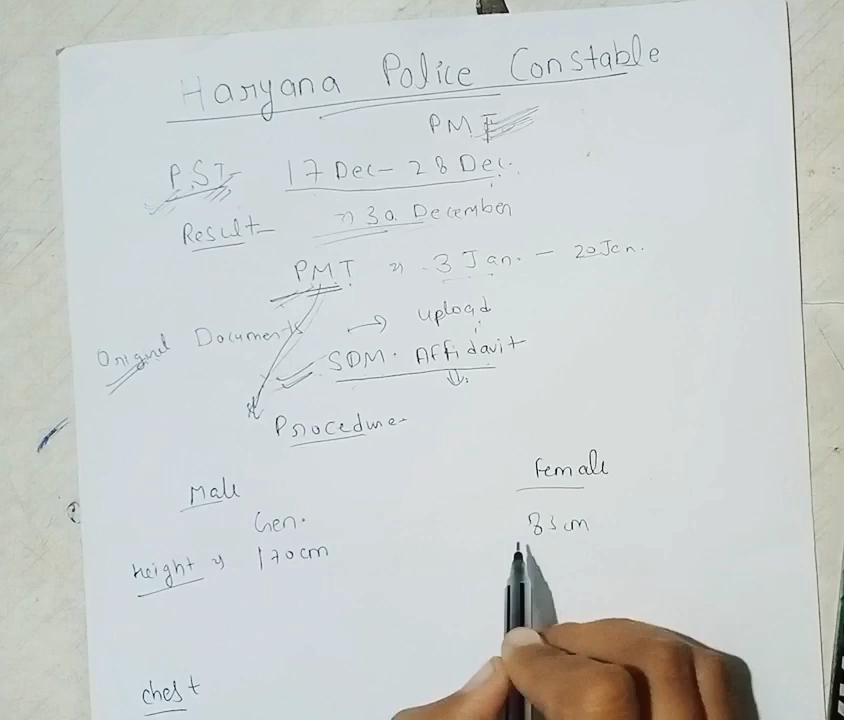 Haryana Police Constable
PMT
P.ST 17 Dec - 28 Dec.
Result 30 December
PMT 3 Jan. - 20 Jan.
→ upload
Original Documents
SDM. Affidavit
Procedure
Male Female
Gen. 83 cm
height 170 cm
chest